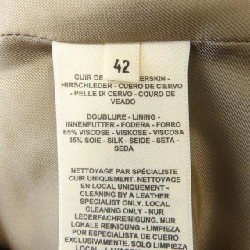 42
CUIR DE CERF - DEERSKIN -
HIRSCHLEDER - CUERO DE CIERVO
- PELLE DI CERVO - COURO DE
VEADO
DOUBLURE - LINING -
INNENFUTTER - FODERA - FORRO
65% VISCOSE - VISKOSE - VISCOSA
35% SOIE - SILK - SEIDE - SETA -
SEDA
NETTOYAGE PAR SPÉCIALISTE
CUIR UNIQUEMENT. NETTOYAGE
EN LOCAL UNIQUEMENT -
CLEANING BY A LEATHER
SPECIALIST ONLY. LOCAL
CLEANING ONLY - NUR
LEDERFACHREINIGUNG. NUR
LOKALE REINIGUNG - LIMPIEZA
POR ESPECIALISTA DE CUERO
EXCLUSIVAMENTE. SOLO LIMPIEZA